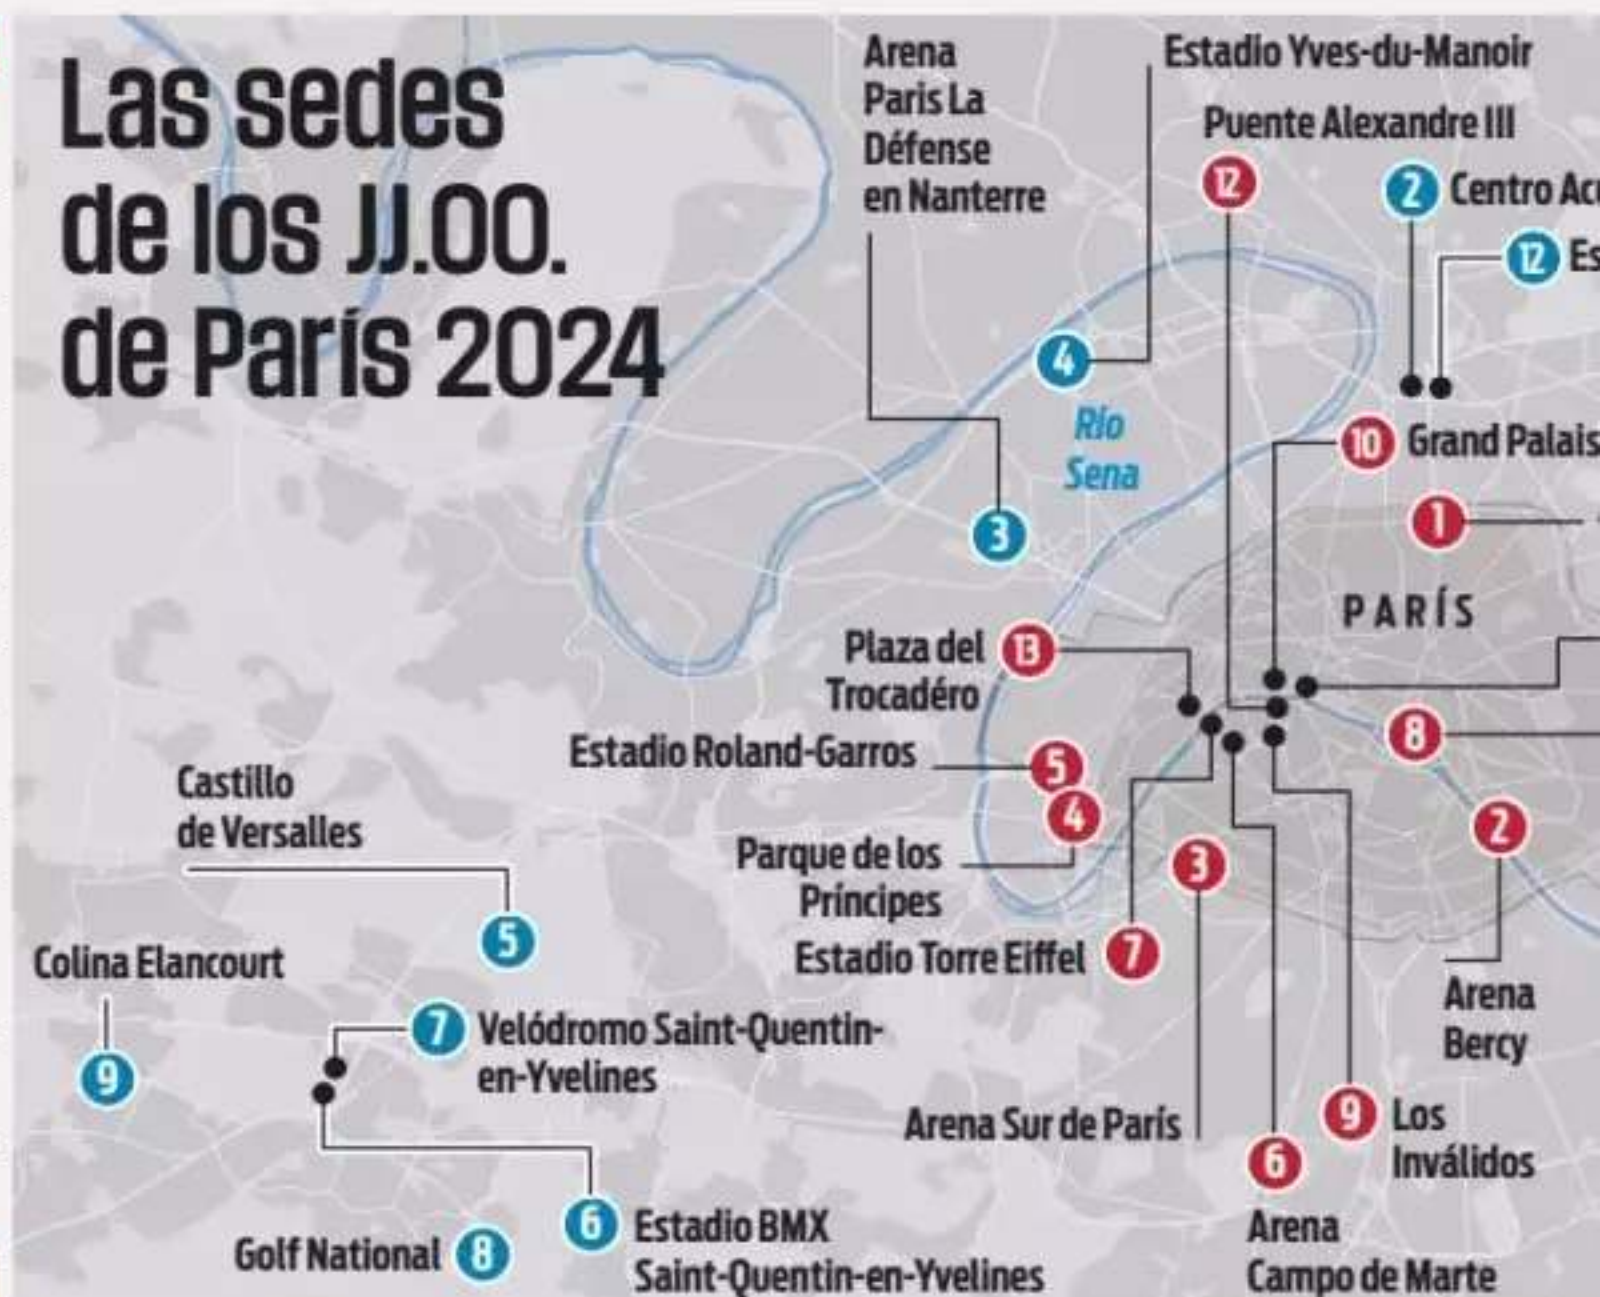 Las sedes
de los JJ.OO.
de París 2024
Arena
Paris La
Défense
en Nanterre
Estadio Yves-du-Manoir
Puente Alexandre III
12
2 Centro
12
4
Río
Sena
10 Grand Palais
3
1
PARÍS
Plaza del
Trocadéro
13
8
Estadio Roland-Garros
5
4
Castillo
de Versalles
2
Parque de los
Príncipes
3
5
Estadio Torre Eiffel 7
Colina Elancourt
9
7 Velódromo Saint-Quentin-
en-Yvelines
Arena
Bercy
Arena Sur de París
9 Los
Inválidos
6
Arena
Campo de Marte
6 Estadio BMX
Saint-Quentin-en-Yvelines
Golf National 8